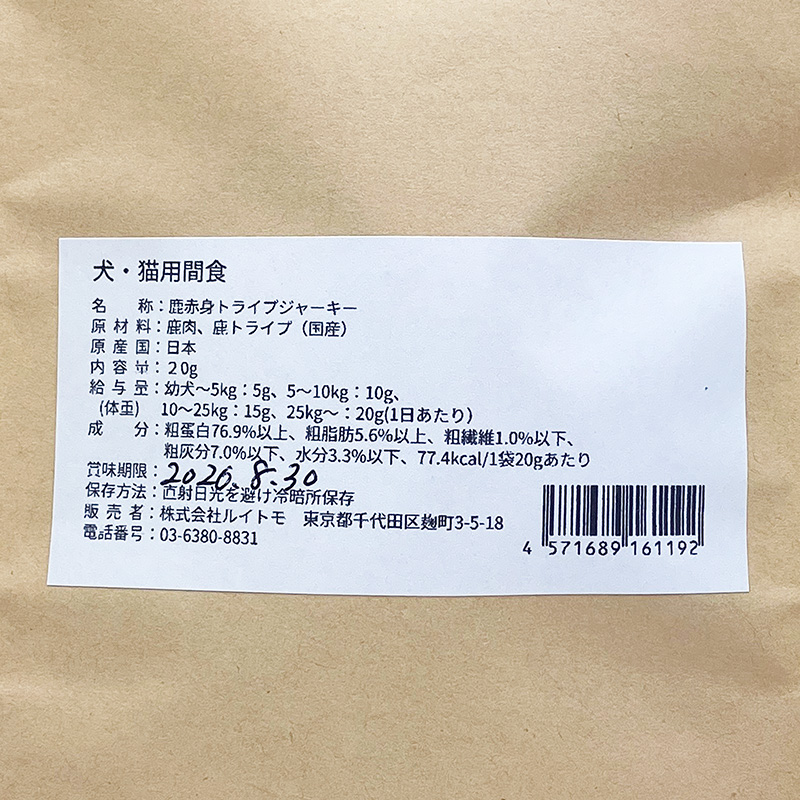 犬・猫用間食
名　　称：鹿赤身トライプジャーキー
原 材 料：鹿肉、鹿トライプ（国産）
原 産 国：日本
内 容 量：20g
給 与 量：幼犬～5kg：5g、5～10kg：10g、
(体重)　10～25kg：15g、25kg～：20g(1日あたり)
成　　分：粗蛋白76.9%以上、粗脂肪5.6%以上、粗繊維1.0%以下、
粗灰分7.0%以下、水分3.3%以下、77.4kcal/1袋20gあたり
賞味期限：2026.8.30
保存方法：直射日光を避け冷暗所保存
販 売 者：株式会社ルイトモ　東京都千代田区麹町3-5-18
電話番号：03-6380-8831
4 571689 161192